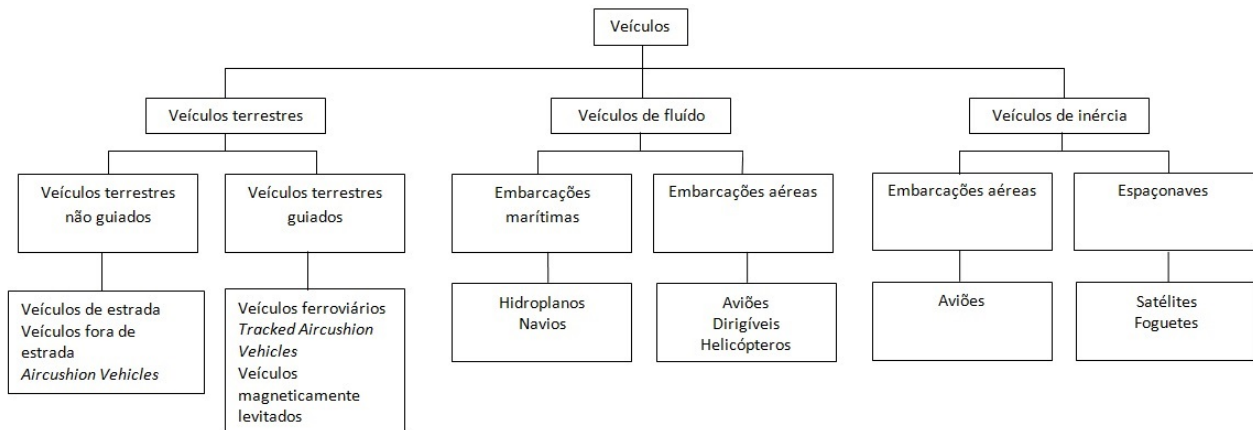 Veículos
Veículos terrestres
Veículos de fluído
Veículos de inércia
Veículos terrestres
não guiados
Veículos terrestres
guiados
Embarcações
marítimas
Embarcações aéreas
Embarcações aéreas
Espaçonaves
Veículos de estrada
Veículos fora de
estrada
Aircushion Vehicles
Veículos ferroviários
Tracked Aircushion
Vehicles
Veículos
magneticamente
levitados
Hidroplanos
Navios
Aviões
Dirigíveis
Helicópteros
Aviões
Satélites
Foguetes